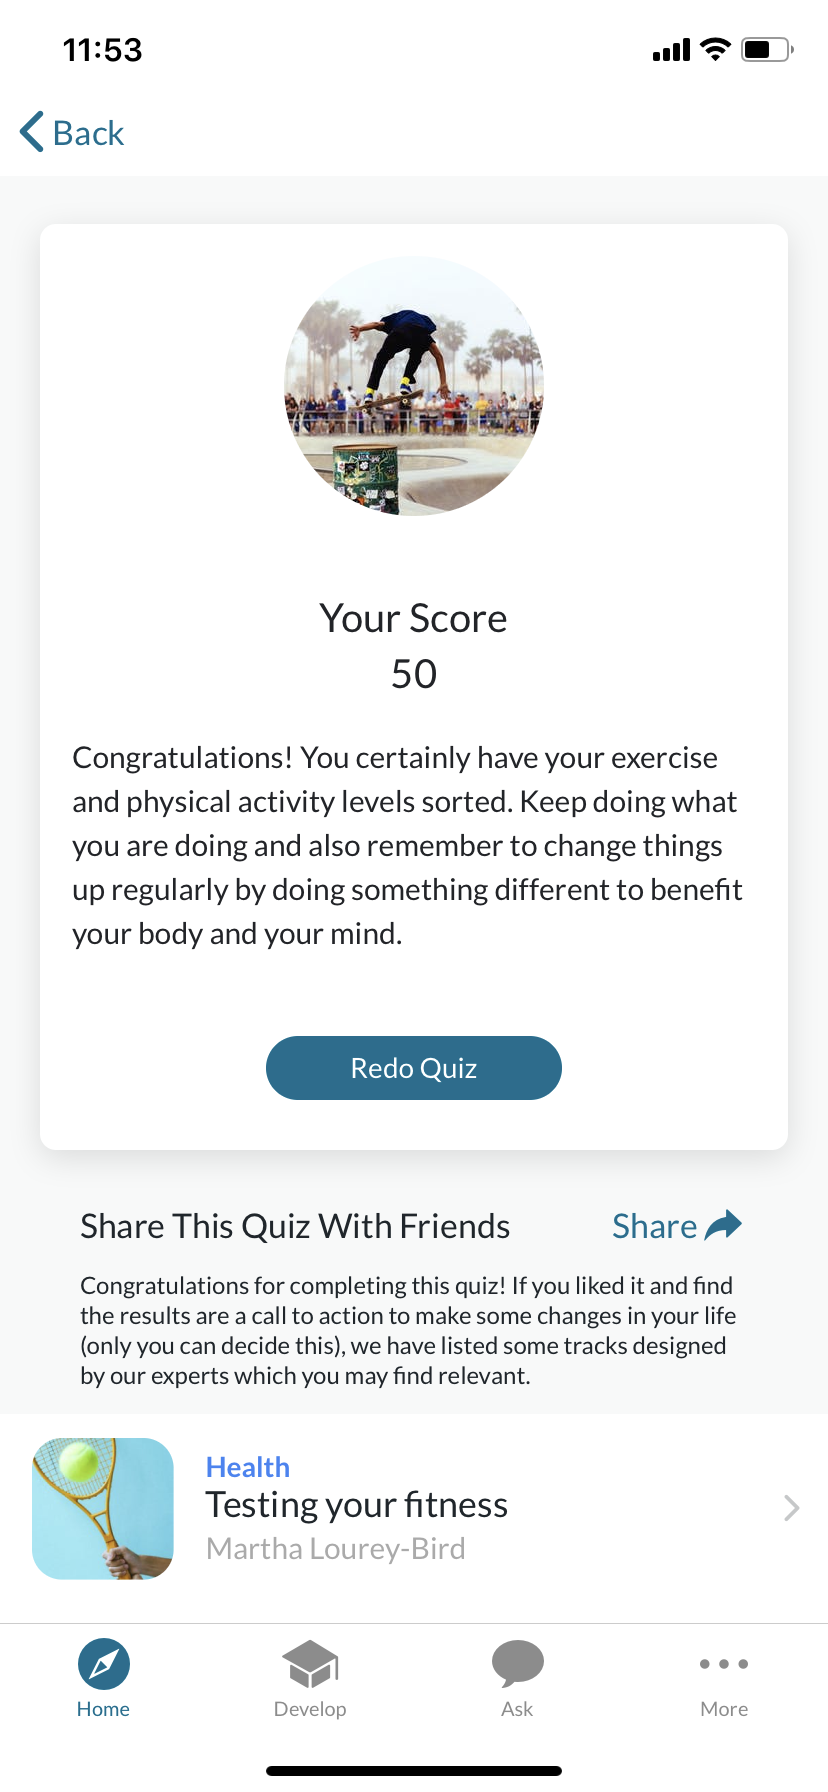 11:53
Back
Your Score
50
Congratulations! You certainly have your exercise
and physical activity levels sorted. Keep doing what
you are doing and also remember to change things
up regularly by doing something different to benefit
your body and your mind.
Redo Quiz
Share This Quiz With Friends
Share
Congratulations for completing this quiz! If you liked it and find
the results are a call to action to make some changes in your life
(only you can decide this), we have listed some tracks designed
by our experts which you may find relevant.
Health
Testing your fitness
Martha Lourey-Bird
Home
Develop
Ask
More